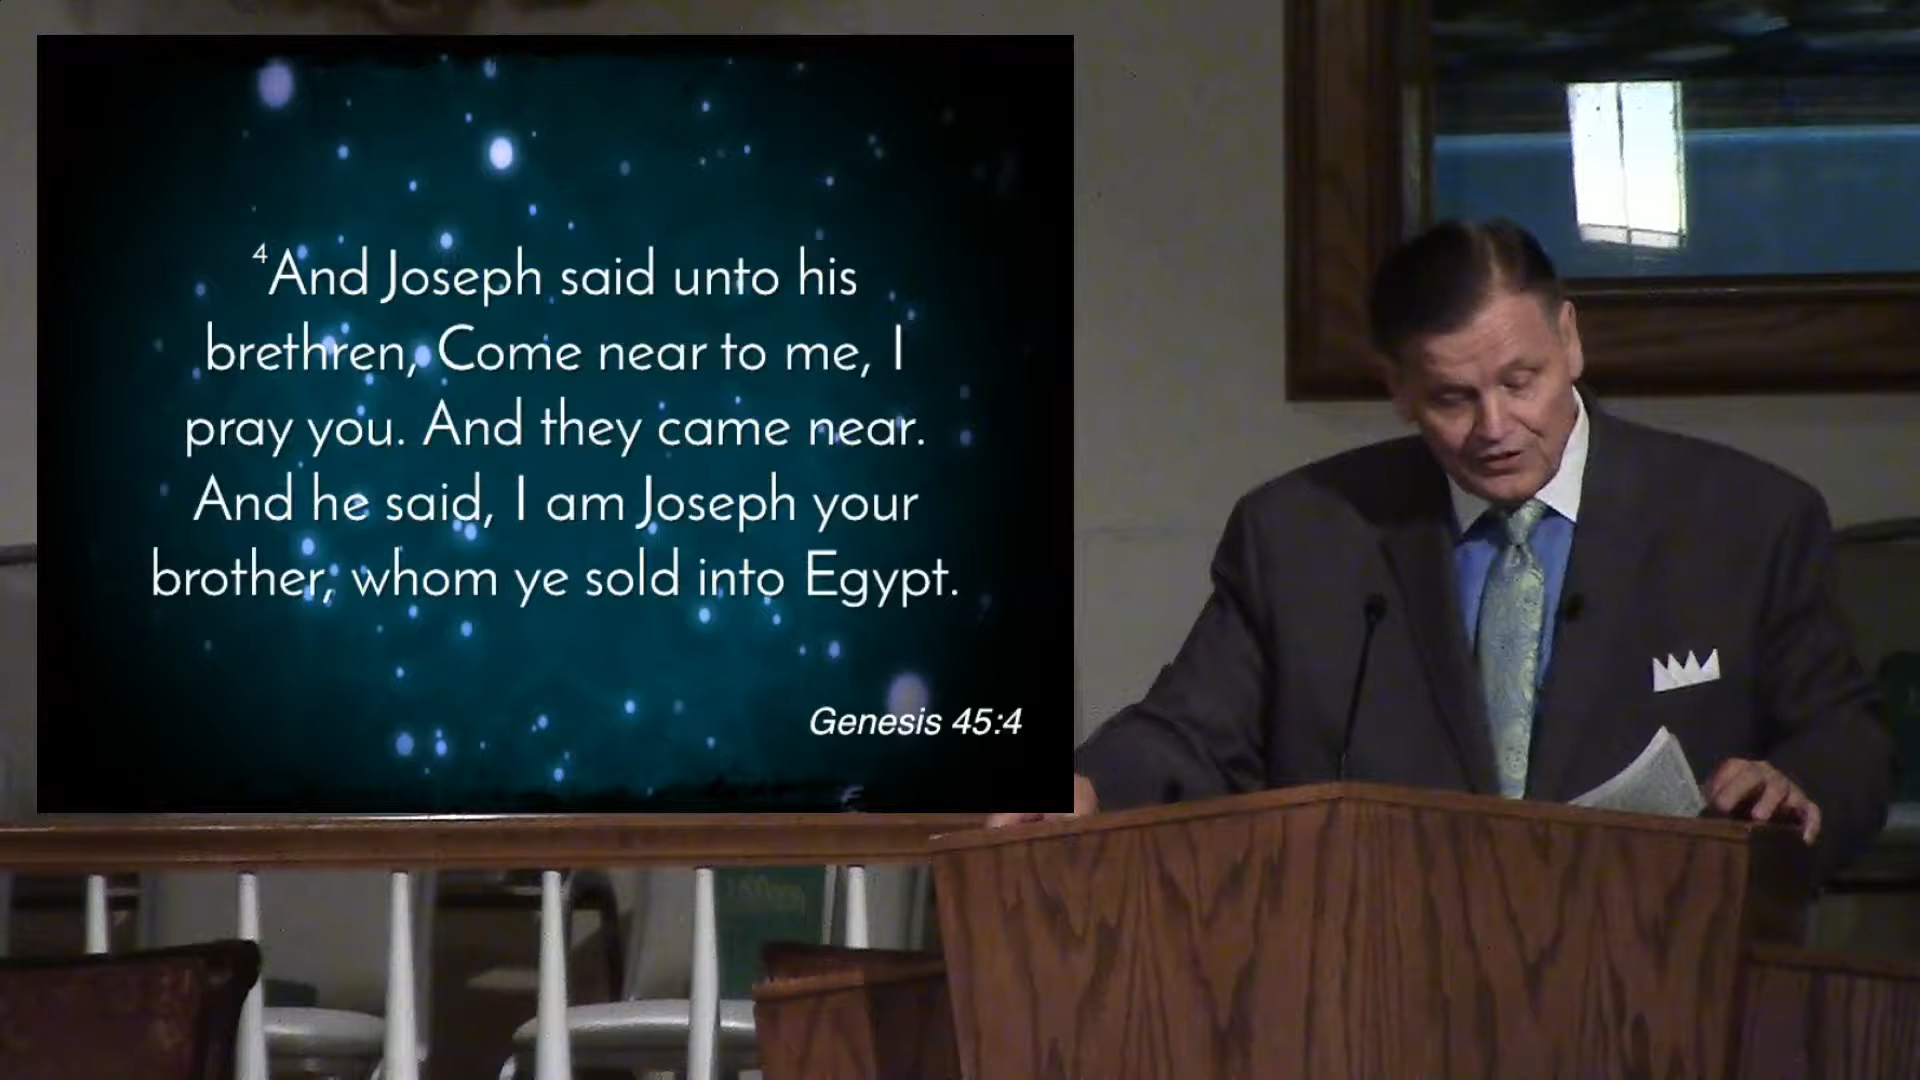 4And Joseph said unto his
brethren, Come near to me, I
pray you. And they came near.
And he said, I am Joseph your
brother, whom ye sold into Egypt.
Genesis 45:4